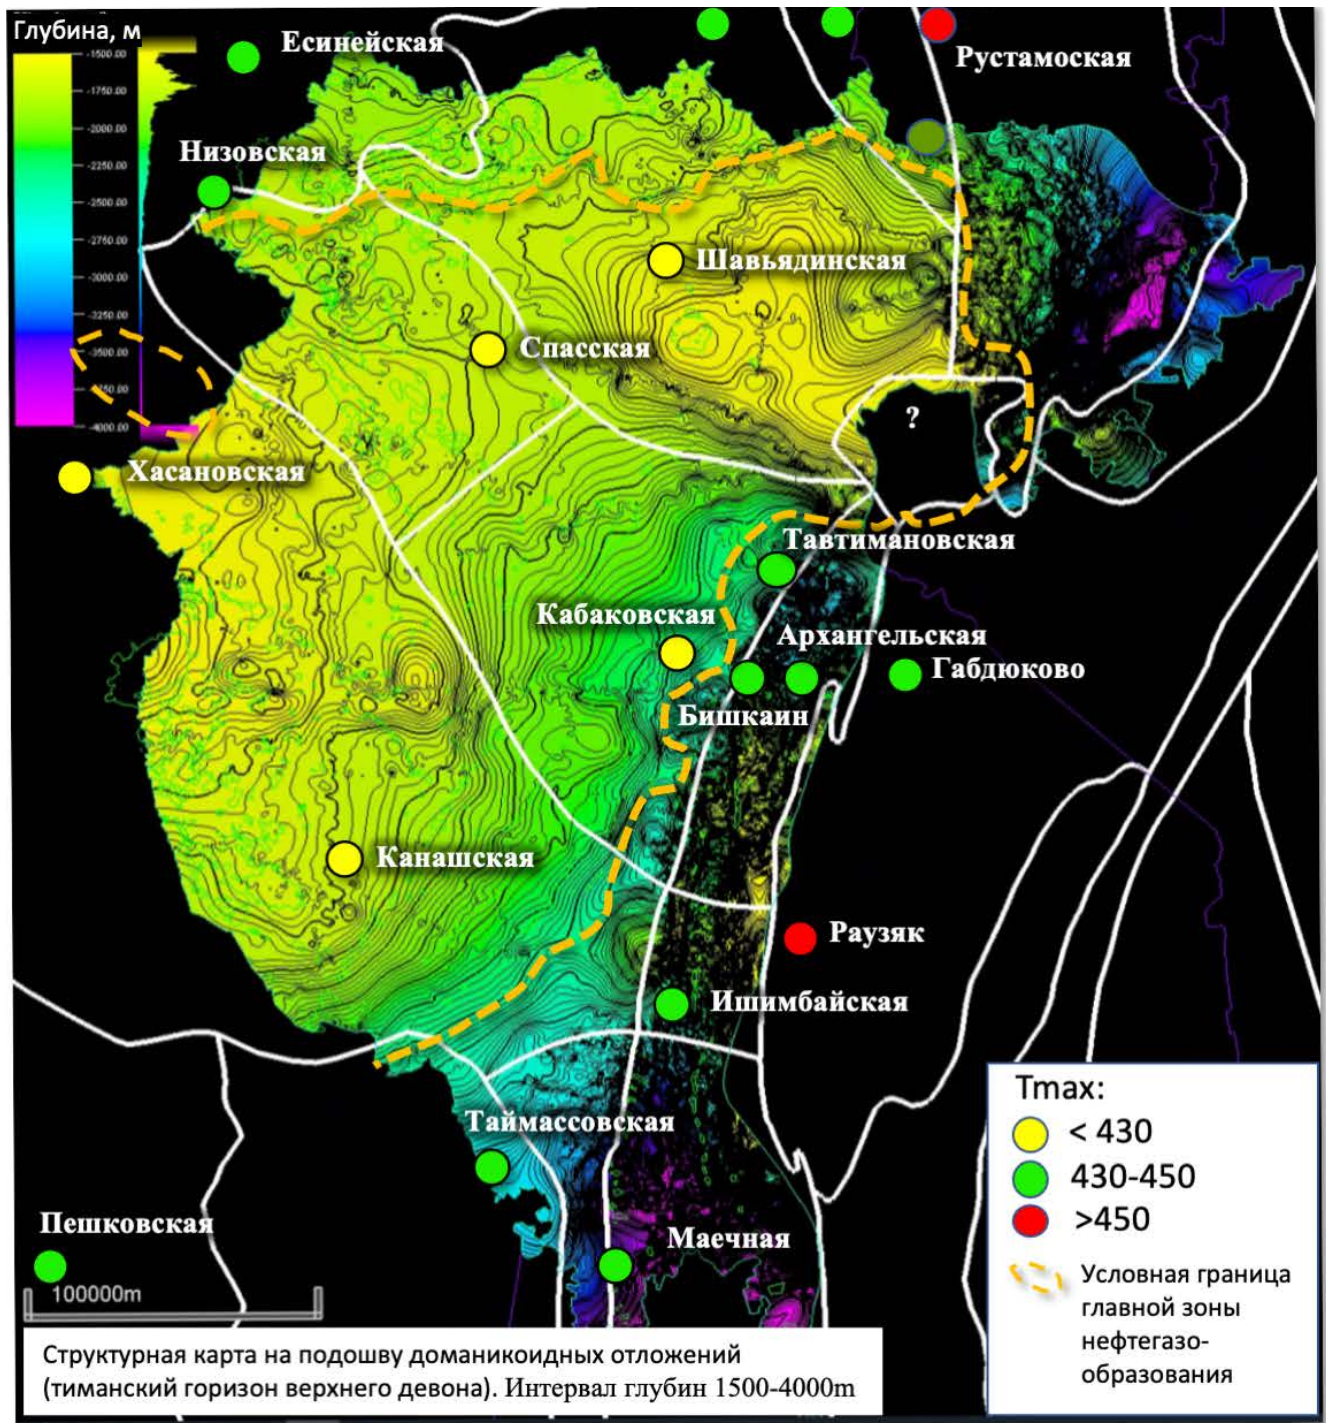 Глубина, м
-1500.00
-1750.00
-2000.00
-2250.00
-2500.00
-2750.00
-3000.00
-3250.00
-3500.00
750.00
-4000.00
Есинейская
Рустамоская
Низовская
Шавьядинская
Спасская
?
Хасановская
Тавтимановская
Кабаковская
Архангельская
Габдюково
Бишкаин
Канашская
Раузяк
Ишимбайская
Таймассовская
Пешковская
Маечная
100000m
Tmax:
< 430
430-450
>450
Условная граница
главной зоны
нефтегазо-
образования
Структурная карта на подошву доманикоидных отложений
(тиманский горизон верхнего девона). Интервал глубин 1500-4000m